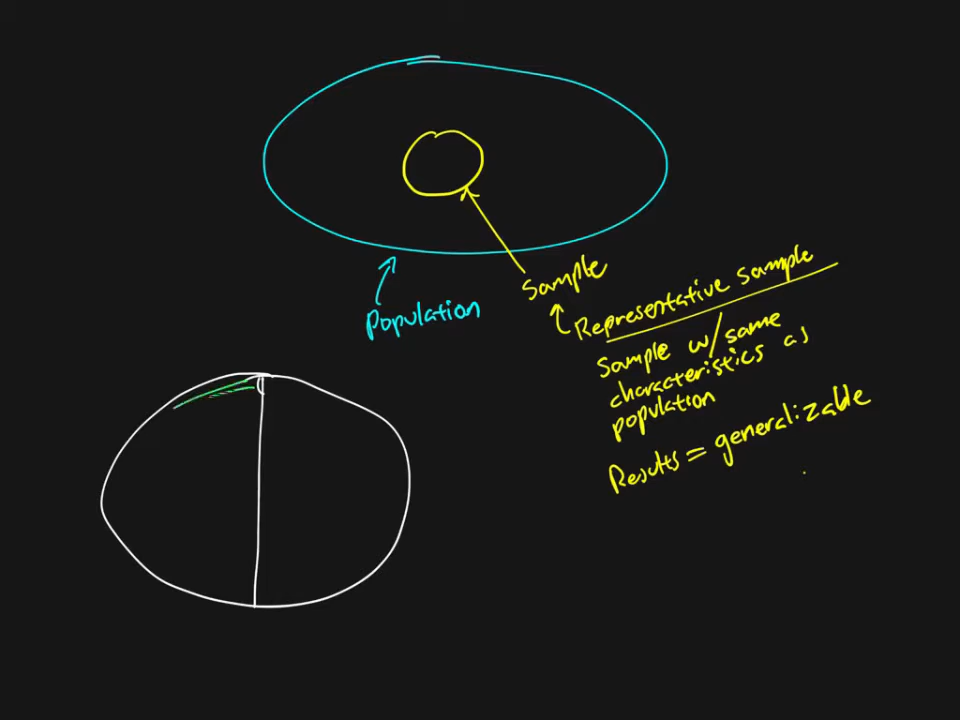 Sample
Population
Representative Sample
Sample w/same
characteristics as
population
Results = generalizable